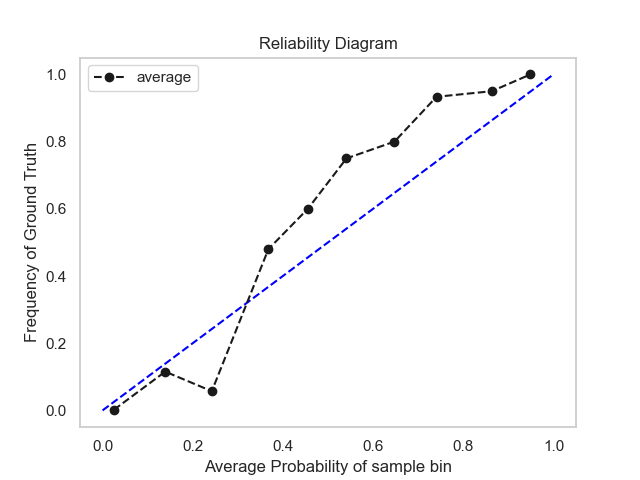 Reliability Diagram
average
Frequency of Ground Truth
1.0
0.8
0.6
0.4
0.2
0.0
0.0 0.2 0.4 0.6 0.8 1.0
Average Probability of sample bin